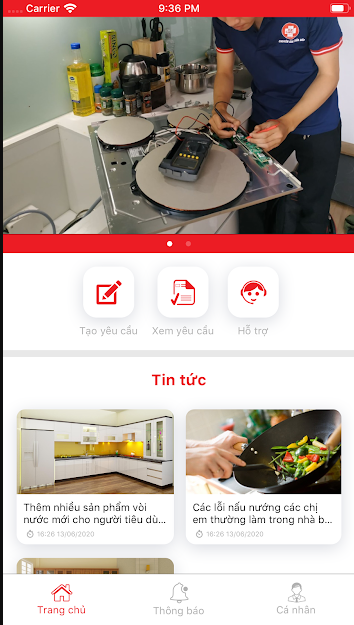 Carrier 9:36 PM
Tạo yêu cầu Xem yêu cầu Hỗ trợ
Tin tức
Thêm nhiều sản phẩm vòi
nước mới cho người tiêu dù...
16:26 13/06/2020
Các lỗi nấu nướng các chị
em thường làm trong nhà b...
16:26 13/06/2020
Trang chủ Thông báo Cá nhân